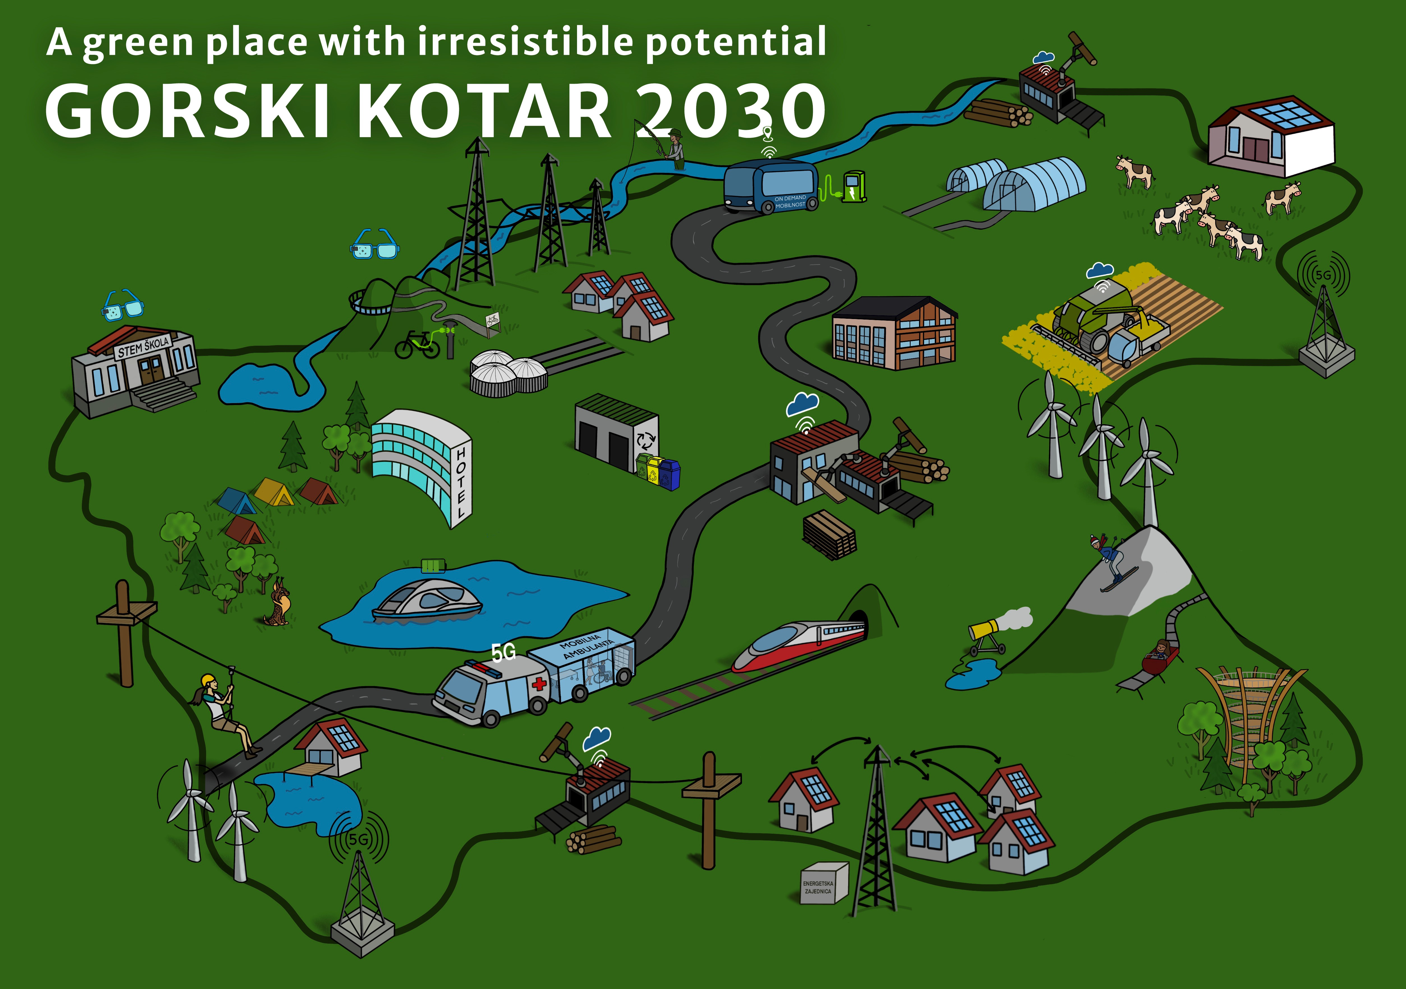 A green place with irresistible potential
GORSKI KOTAR 2030
ON DEMAND
MOBILNOST
STEM ŠKOLA
5G
HOTEL
5G
MOBILNA
AMBULANTA
5G
ENERGETSKA
ZAJEDNICA